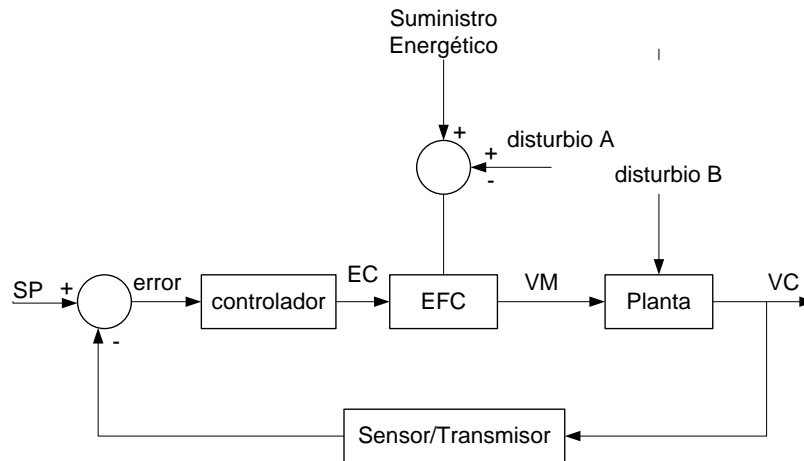 Suministro
Energético
+
disturbio A
+
-
disturbio B
SP
+
error
controlador
EC
EFC
VM
Planta
VC
-
Sensor/Transmisor